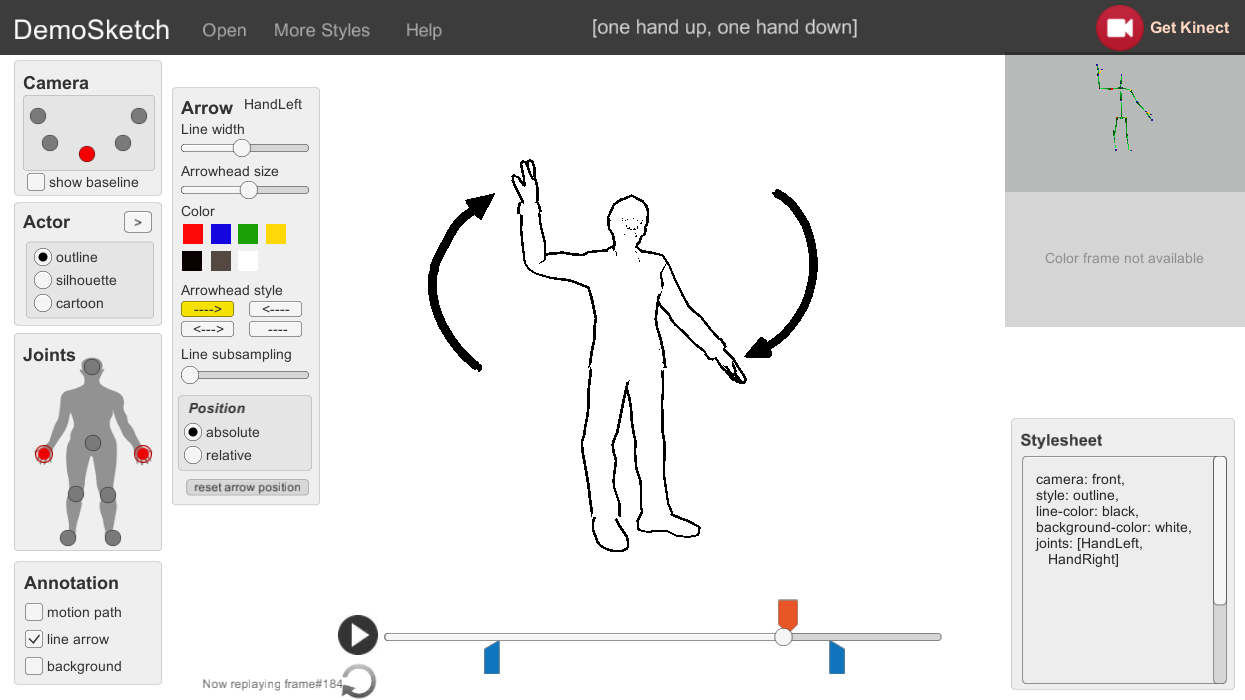 DemoSketch Open More Styles Help [one hand up, one hand down] Get Kinect
Camera
show baseline
Actor >
outline
silhouette
cartoon
Joints
Annotation
motion path
line arrow
background
Arrow HandLeft
Line width
Arrowhead size
Color
Arrowhead style
----> <----
<---> ----
Line subsampling
Position
absolute
relative
reset arrow position
Now replaying frame#184
Color frame not available
Stylesheet
camera: front,
style: outline,
line-color: black,
background-color: white,
joints: [HandLeft,
HandRight]